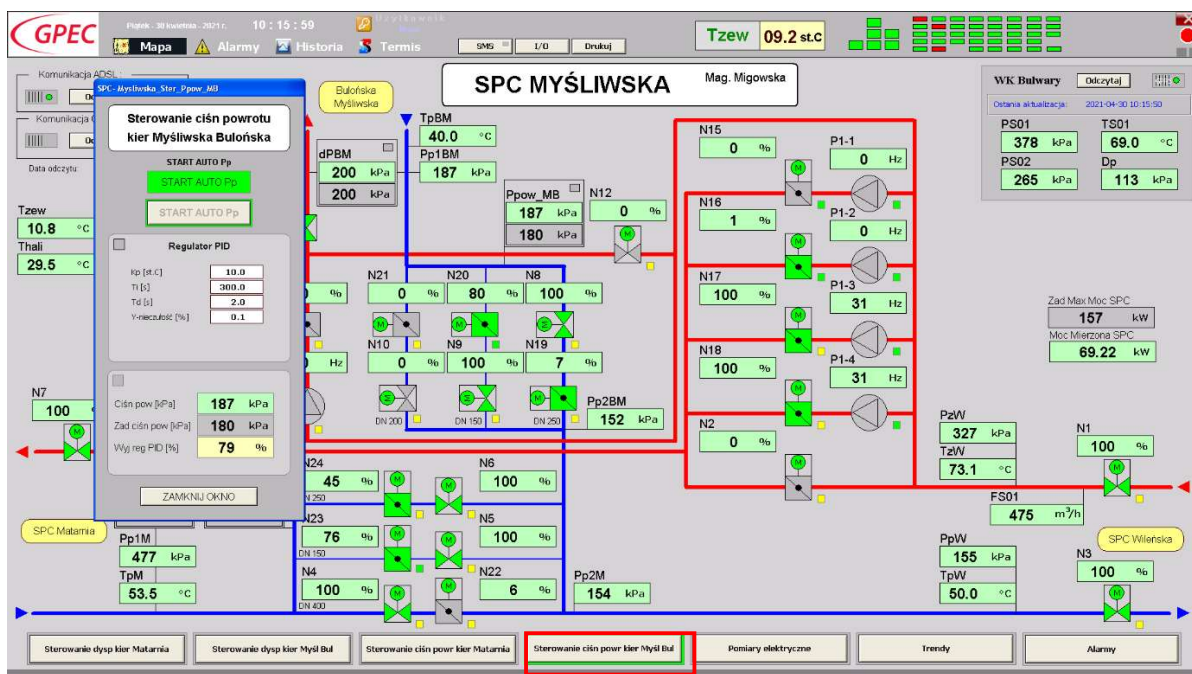 GPEC
Piątek - 30 kwietnia - 2021 r. 10 : 15 : 59
Użytkownik
Mapa Alarmy Historia Termis
SMS I/O Drukuj
Tzew 09.2 st.C
Komunikacja ADSL :
SPC- Mysliwska_Ster_Ppow_MB
Sterowanie ciśn powrotu
kier Myśliwska Bulońska
START AUTO Pp
START AUTO Pp
START AUTO Pp
Regulator PID
Kp [st.C] 10.0
Ti [s] 300.0
Td [s] 2.0
Y-nieczułość [%] 0.1
Ciśn pow [kPa] 187 kPa
Zad ciśn pow [kPa] 180 kPa
Wyj reg PID [%] 79 %
ZAMKNIJ OKNO
Komunikacja
Data odczytu:
Tzew
10.8 °C
Thali
29.5 °C
N7
100
SPC Matarnia
Pp1M
477 kPa
TpM
53.5 °C
Bulońska
Myśliwska
SPC MYŚLIWSKA
Mag. Migowska
TpBM
40.0 °C
Pp1BM
187 kPa
dPBM
200 kPa
200 kPa
Ppow_MB
187 kPa
180 kPa
N12
0 %
N21
0 %
N20
80 %
N8
100 %
N10
0 %
N9
100 %
N19
7 %
%
Hz
DN 200
DN 150
DN 250
Pp2BM
152 kPa
N24
45 %
N 250
N6
100 %
N23
76 %
DN 150
N5
100 %
N4
100 %
DN 400
N22
6 %
Pp2M
154 kPa
N15
0 %
P1-1
0 Hz
N16
1 %
P1-2
0 Hz
N17
100 %
P1-3
31 Hz
N18
100 %
P1-4
31 Hz
N2
0 %
WK Bulwary Odczytaj
Ostania aktualizacja: 2021-04-30 10:15:50
PS01 TS01
378 kPa 69.0 °C
PS02 Dp
265 kPa 113 kPa
Zad Max Moc SPC
157 kW
Moc Mierzona SPC
69.22 kW
PzW
327 kPa
TzW
73.1 °C
N1
100 %
FS01
475 m³/h
PpW
155 kPa
TpW
50.0 °C
SPC Wileńska
N3
100 %
Sterowanie dysp kier Matarnia
Sterowanie dysp kier Myśl Bul
Sterowanie ciśn powr kier Matarnia
Sterowanie ciśn powr kier Myśl Bul
Pomiary elektryczne
Trendy
Alarmy